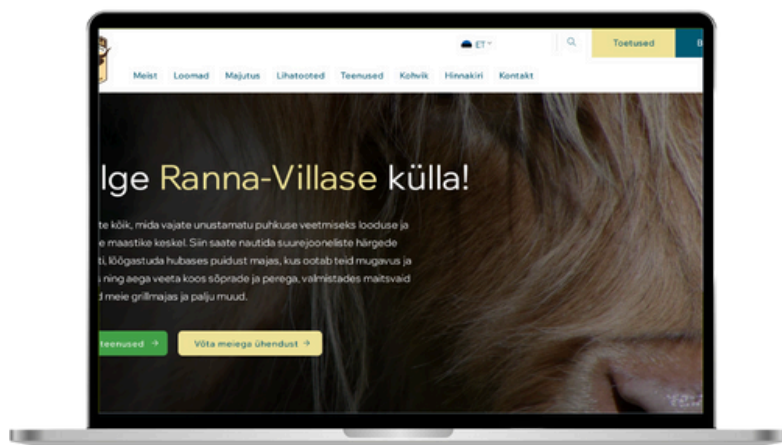 ET
Toetused
B
Meist Loomad Majutus Lihatooted Teenused Kohvik Hinnakiri Kontakt
lge Ranna-Villase külla!
te kõik, mida vajate unustamatu puhkuse veetmiseks looduse ja
e maastike keskel. Siin saate nautida suurejooneliste härgede
ti, lõõgastuda hubases puidust majas, kus ootab teid mugavus ja
s ning aega veeta koos sõprade ja perega, valmistades maitsvaid
d meie grillmajas ja palju muud.
teenused → Võta meiega ühendust →